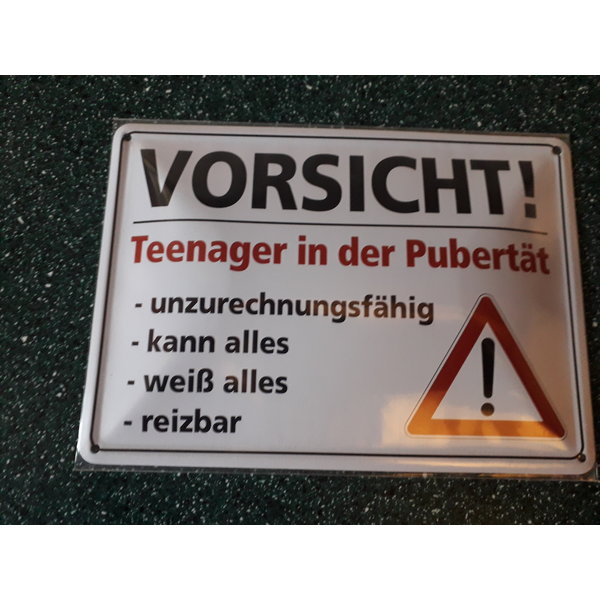 VORSICHT!
Teenager in der Pubertät
- unzurechnungsfähig
- kann alles
- weiß alles
- reizbar
!